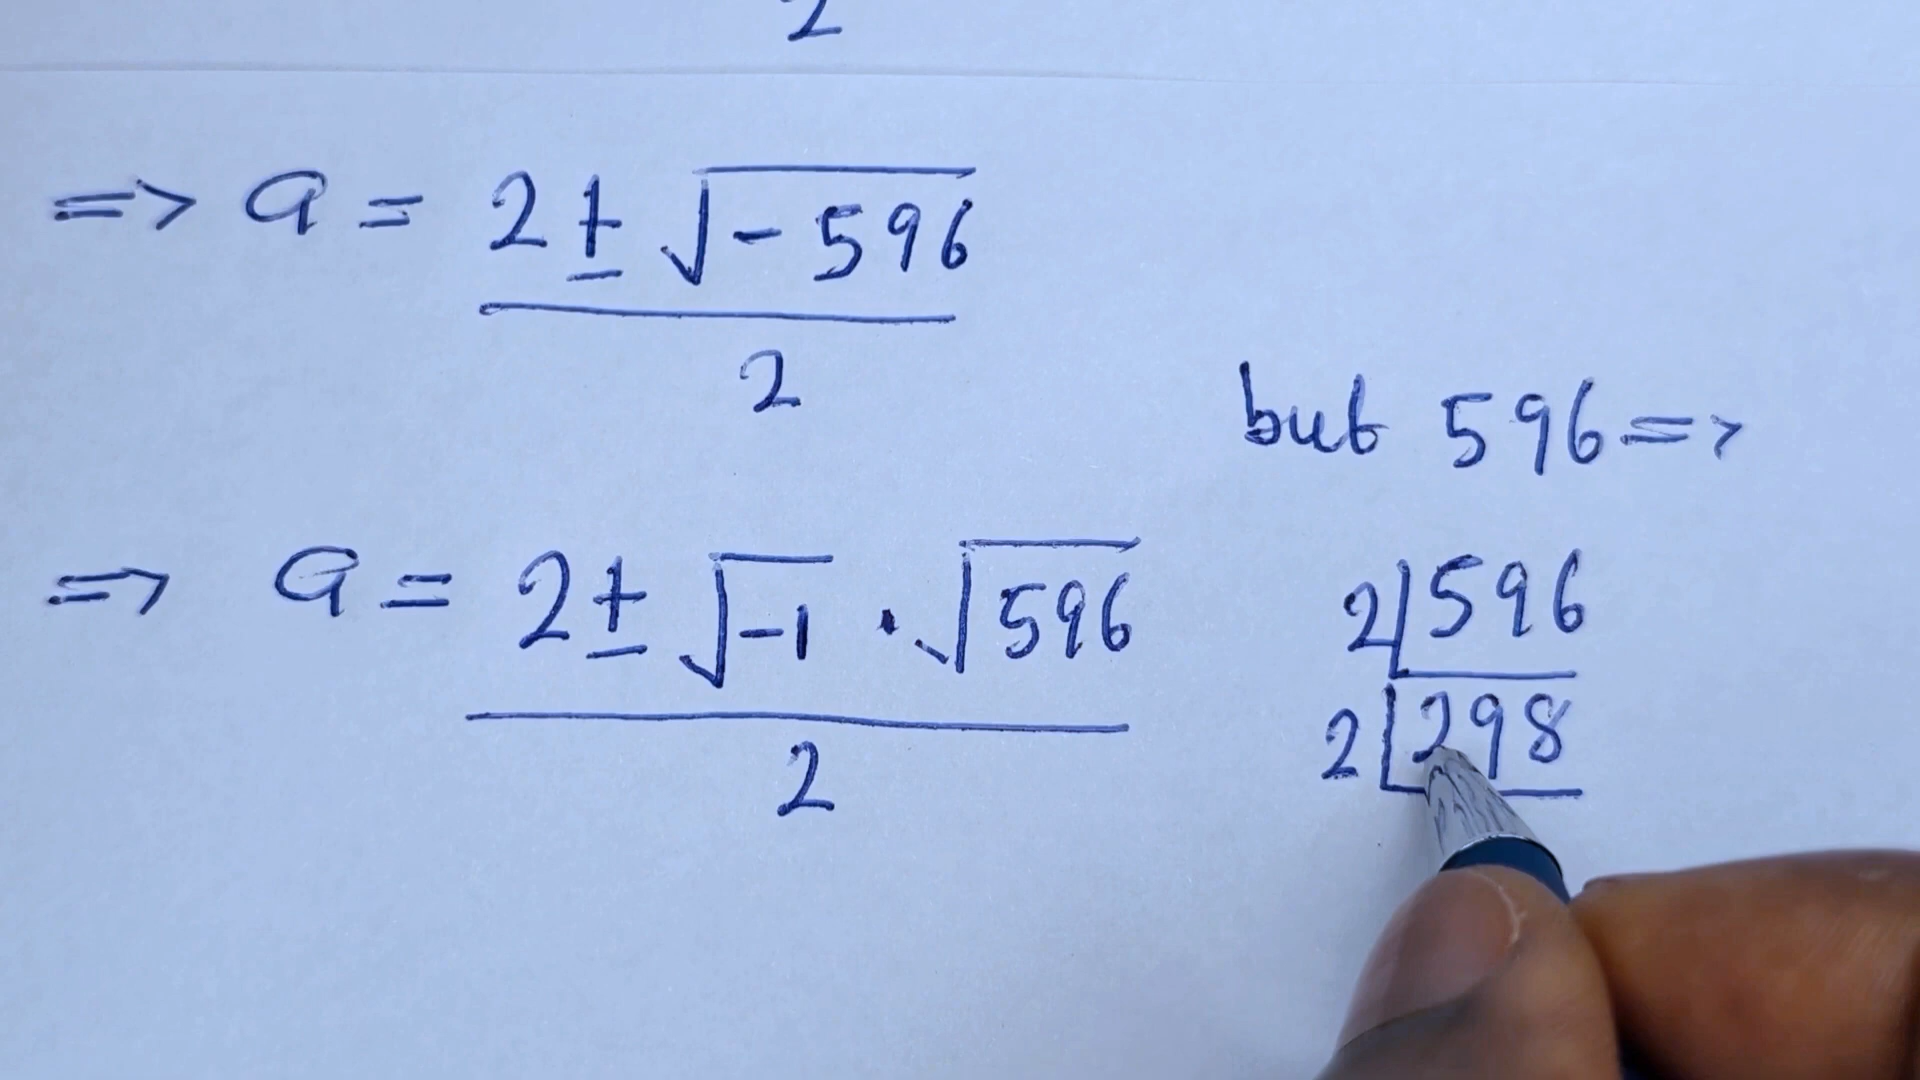 2
=> a = 2 ± √-596
2
but 596 =>
=> a = 2 ± √-1 · √596
2
2|596
2|298